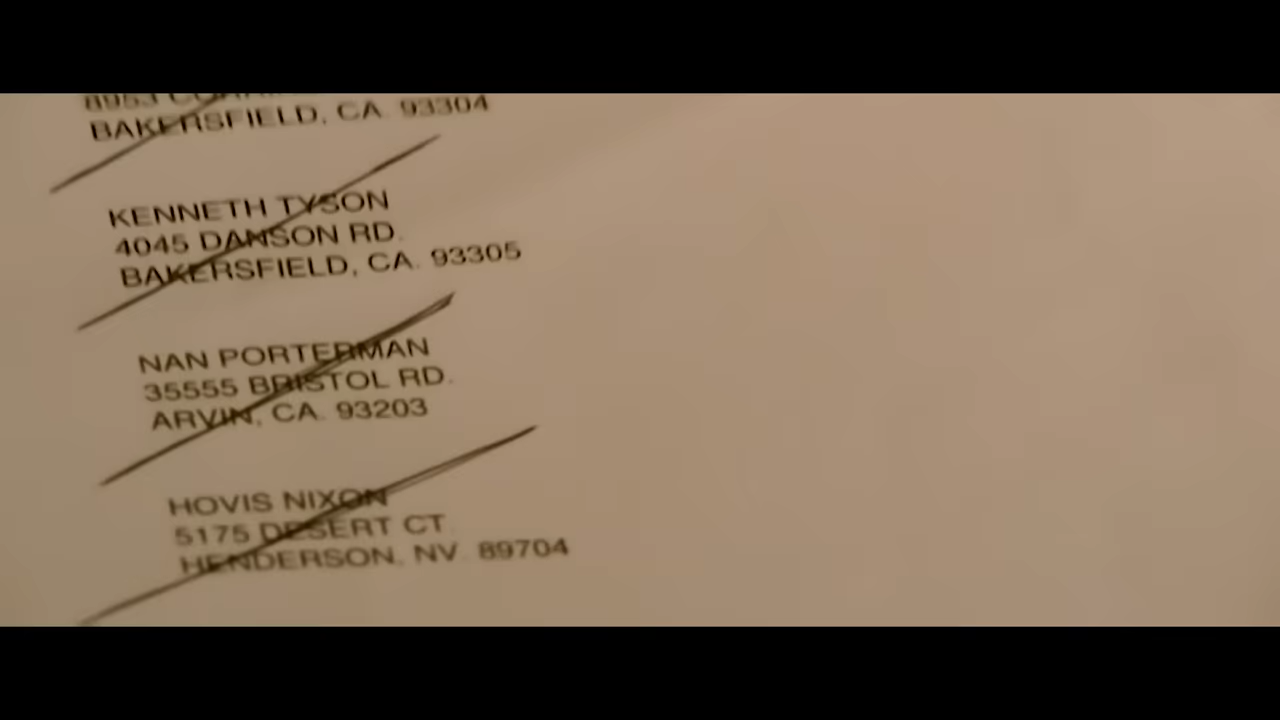 8953
BAKERSFIELD, CA. 93304
KENNETH TYSON
4045 DANSON RD.
BAKERSFIELD, CA. 93305
NAN PORTERMAN
35555 BRISTOL RD.
ARVIN, CA. 93203
HOVIS NIXON
5175 DESERT CT.
HENDERSON, NV. 89704